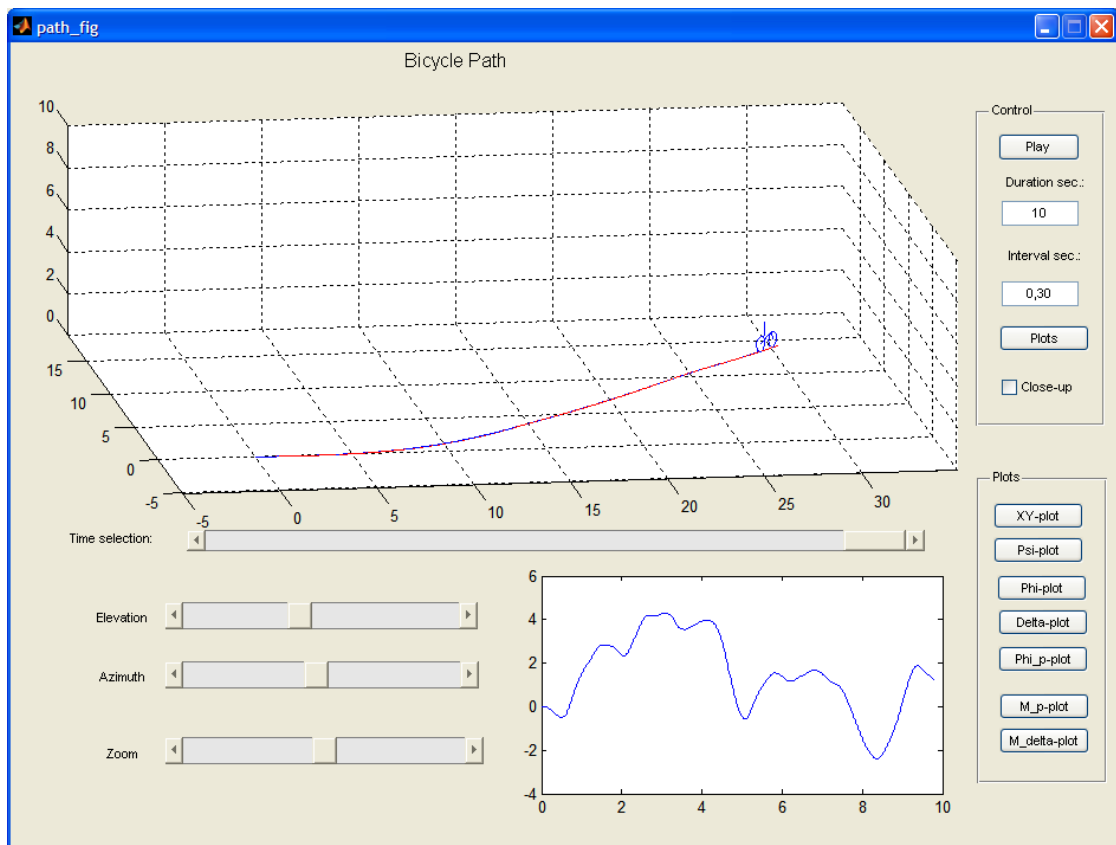 path_fig
Bicycle Path
10
8
6
4
2
0
15
10
5
0
-5
-5
0
5
10
15
20
25
30
Control
Play
Duration sec.:
10
Interval sec.:
0,30
Plots
Close-up
Time selection:
Elevation
Azimuth
Zoom
6
4
2
0
-2
-4
0
2
4
6
8
10
Plots
XY-plot
Psi-plot
Phi-plot
Delta-plot
Phi_p-plot
M_p-plot
M_delta-plot